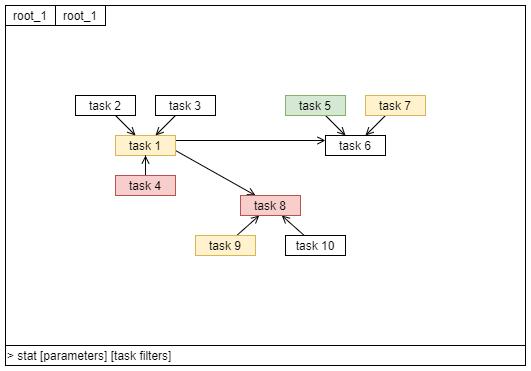 root_1 root_1
task 2 task 3 task 5 task 7
task 1 task 6
task 4
task 8
task 9 task 10
> stat [parameters] [task filters]